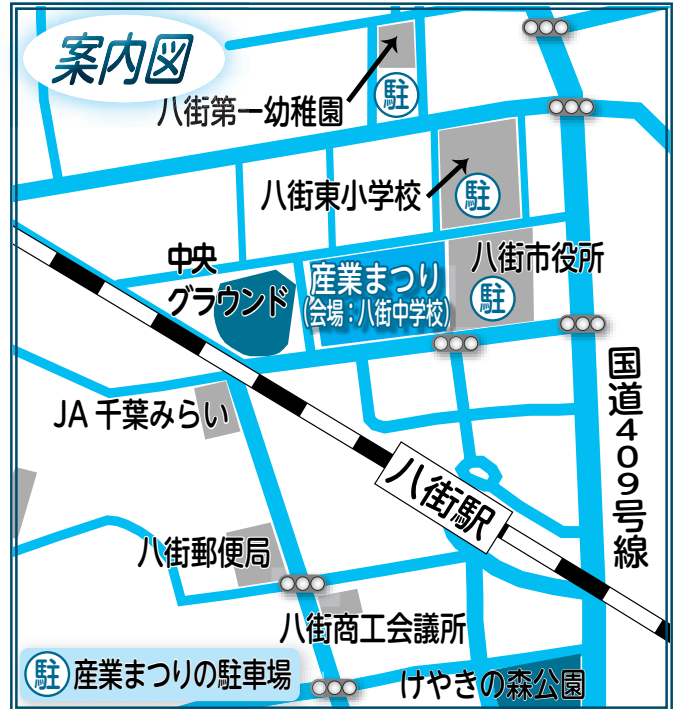 案内図
八街第一幼稚園
駐
八街東小学校
駐
中央
グラウンド
産業まつり
(会場:八街中学校)
八街市役所
駐
国道409号線
JA千葉みらい
八街駅
八街郵便局
八街商工会議所
駐 産業まつりの駐車場
けやきの森公園